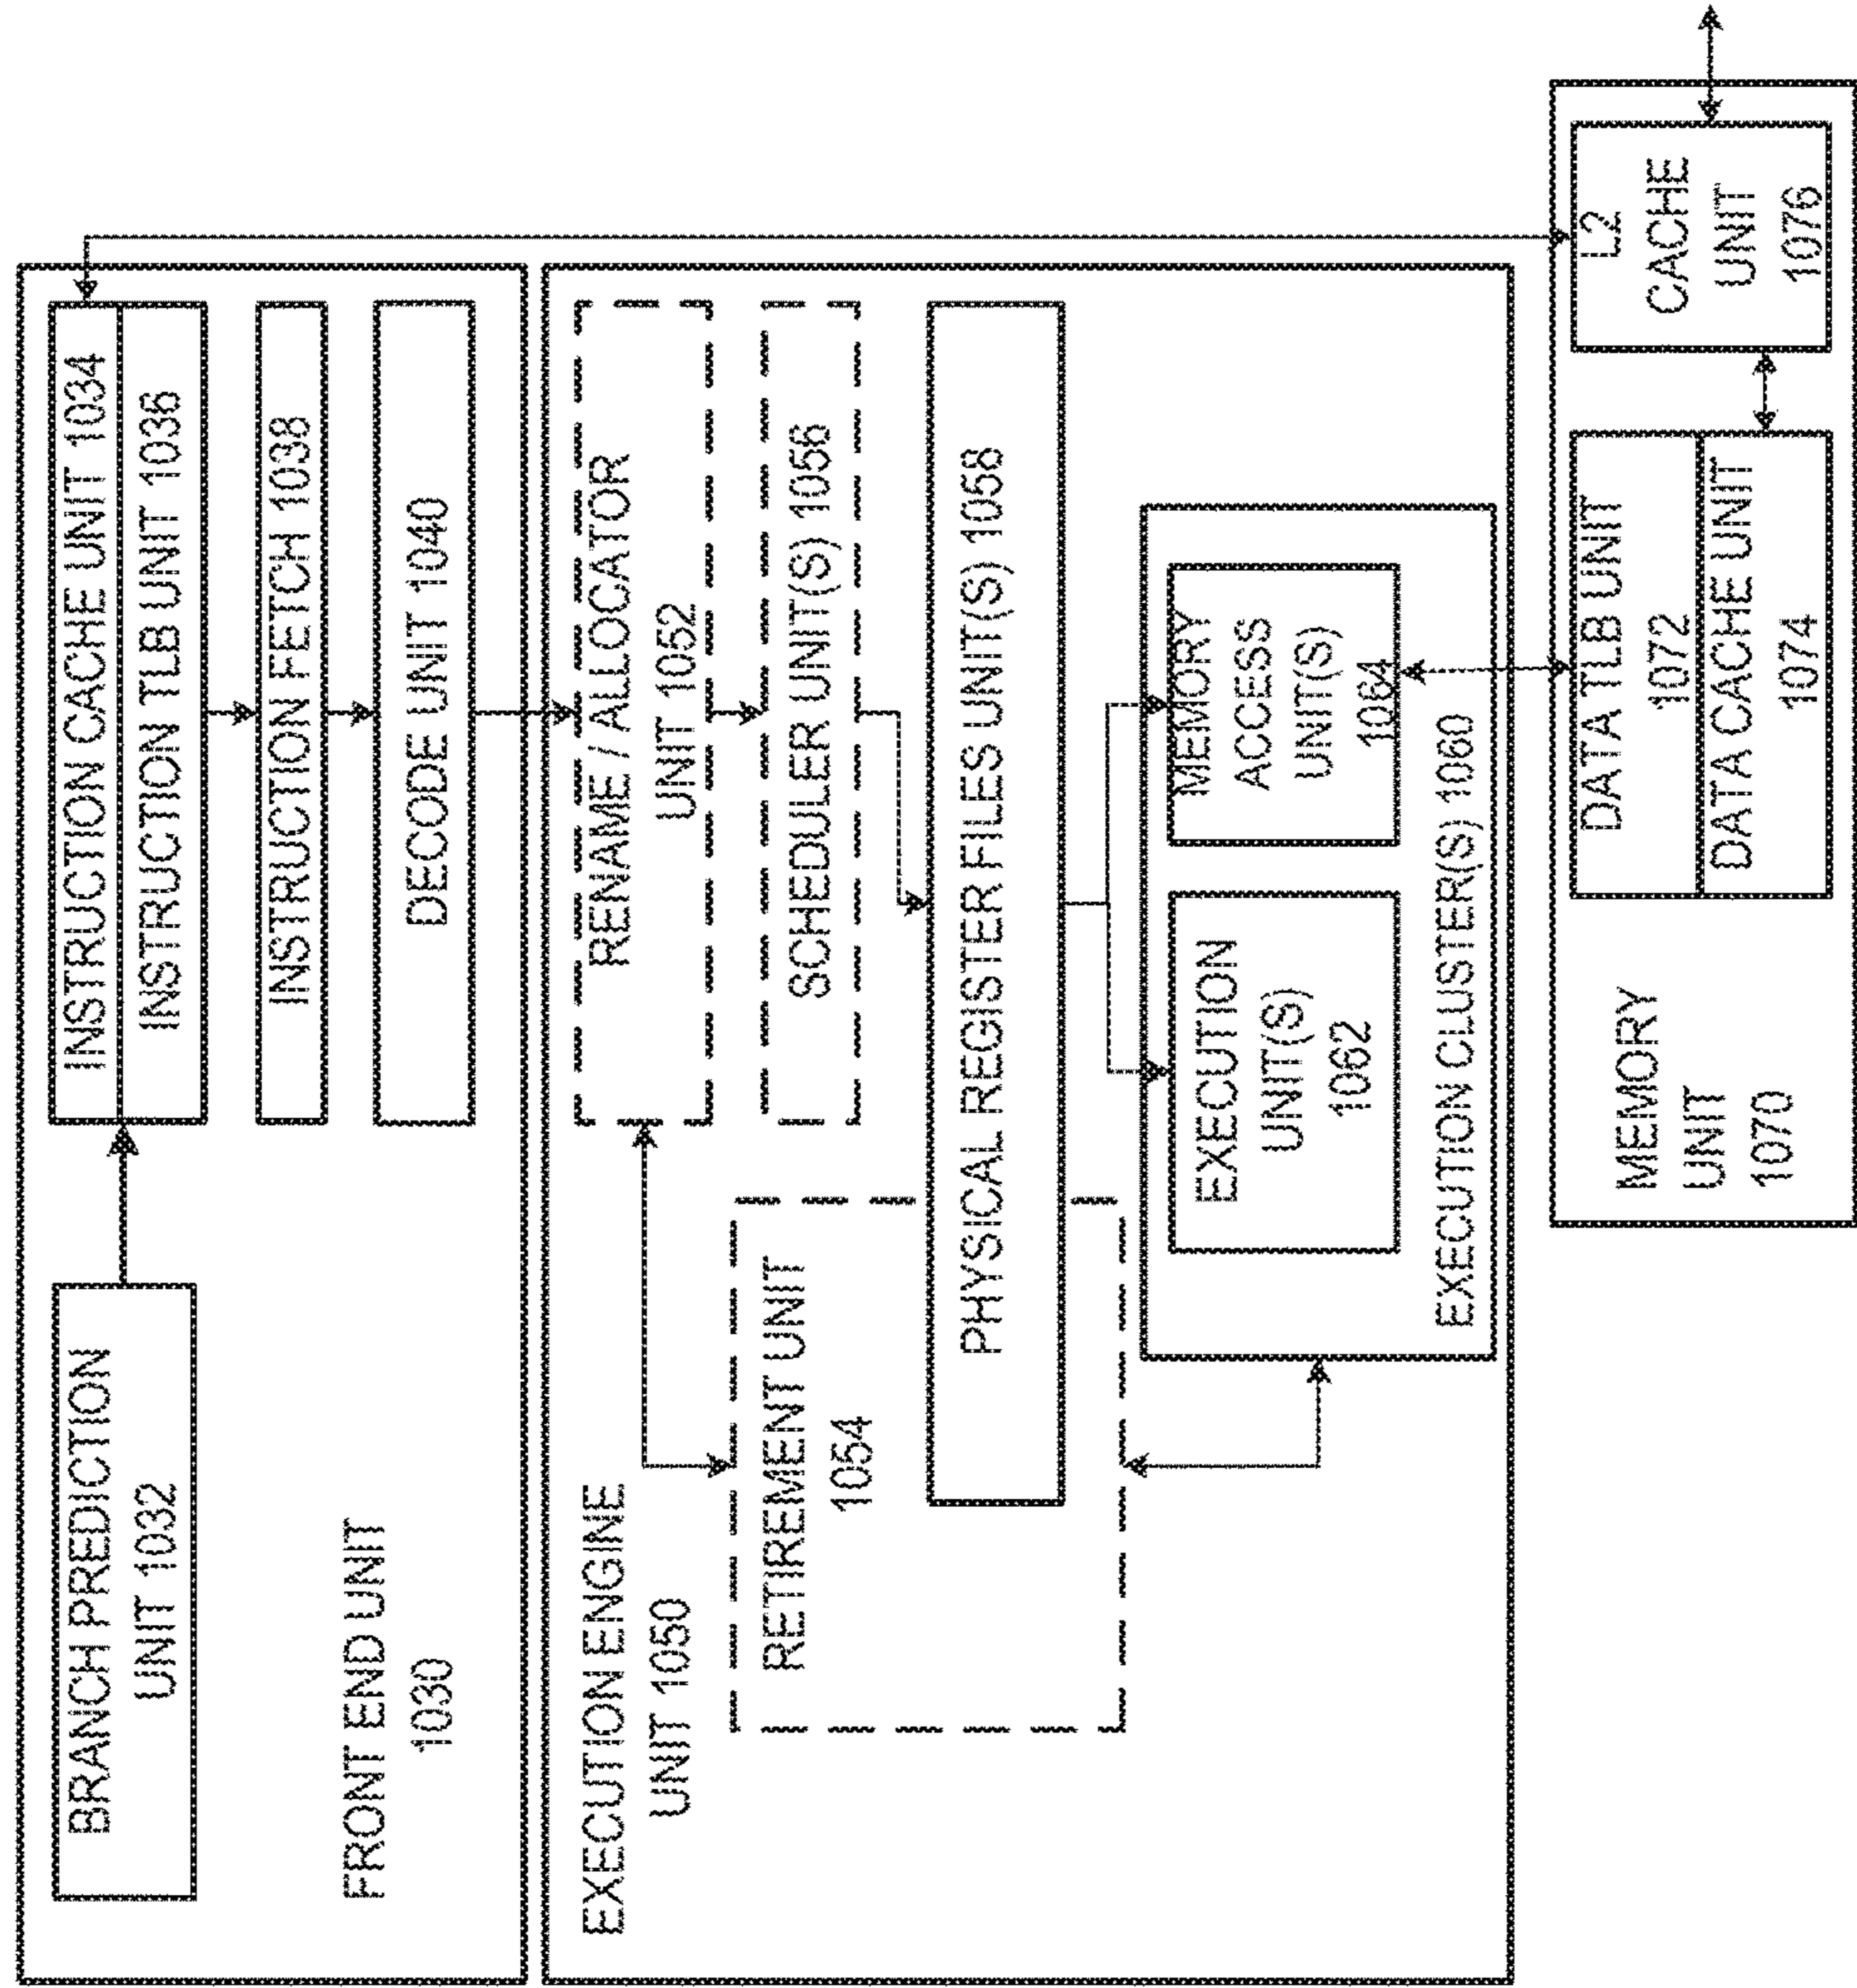 BRANCH PREDICTION
UNIT 1032
INSTRUCTION CACHE UNIT 1034
INSTRUCTION TLB UNIT 1036
INSTRUCTION FETCH 1038
FRONT END UNIT
1030
DECODE UNIT 1040
EXECUTION ENGINE
UNIT 1050
RENAME / ALLOCATOR
UNIT 1052
RETIREMENT UNIT
1054
SCHEDULER UNIT(S) 1056
PHYSICAL REGISTER FILES UNIT(S) 1058
EXECUTION
UNIT(S)
1062
MEMORY
ACCESS
UNIT(S)
1064
EXECUTION CLUSTER(S) 1060
MEMORY
UNIT
1070
DATA TLB UNIT
1072
DATA CACHE UNIT
1074
L2
CACHE
UNIT
1076